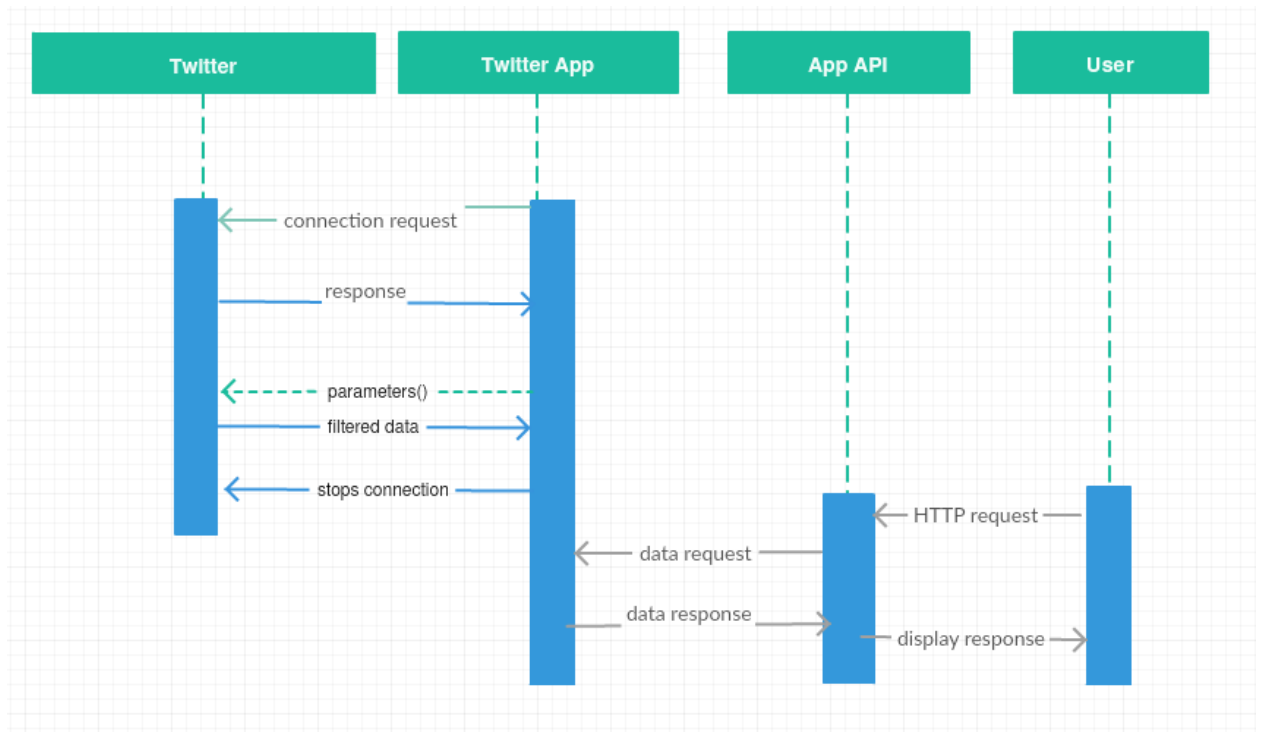 Twitter
Twitter App
App API
User
connection request
response
parameters()
filtered data
stops connection
HTTP request
data request
data response
display response